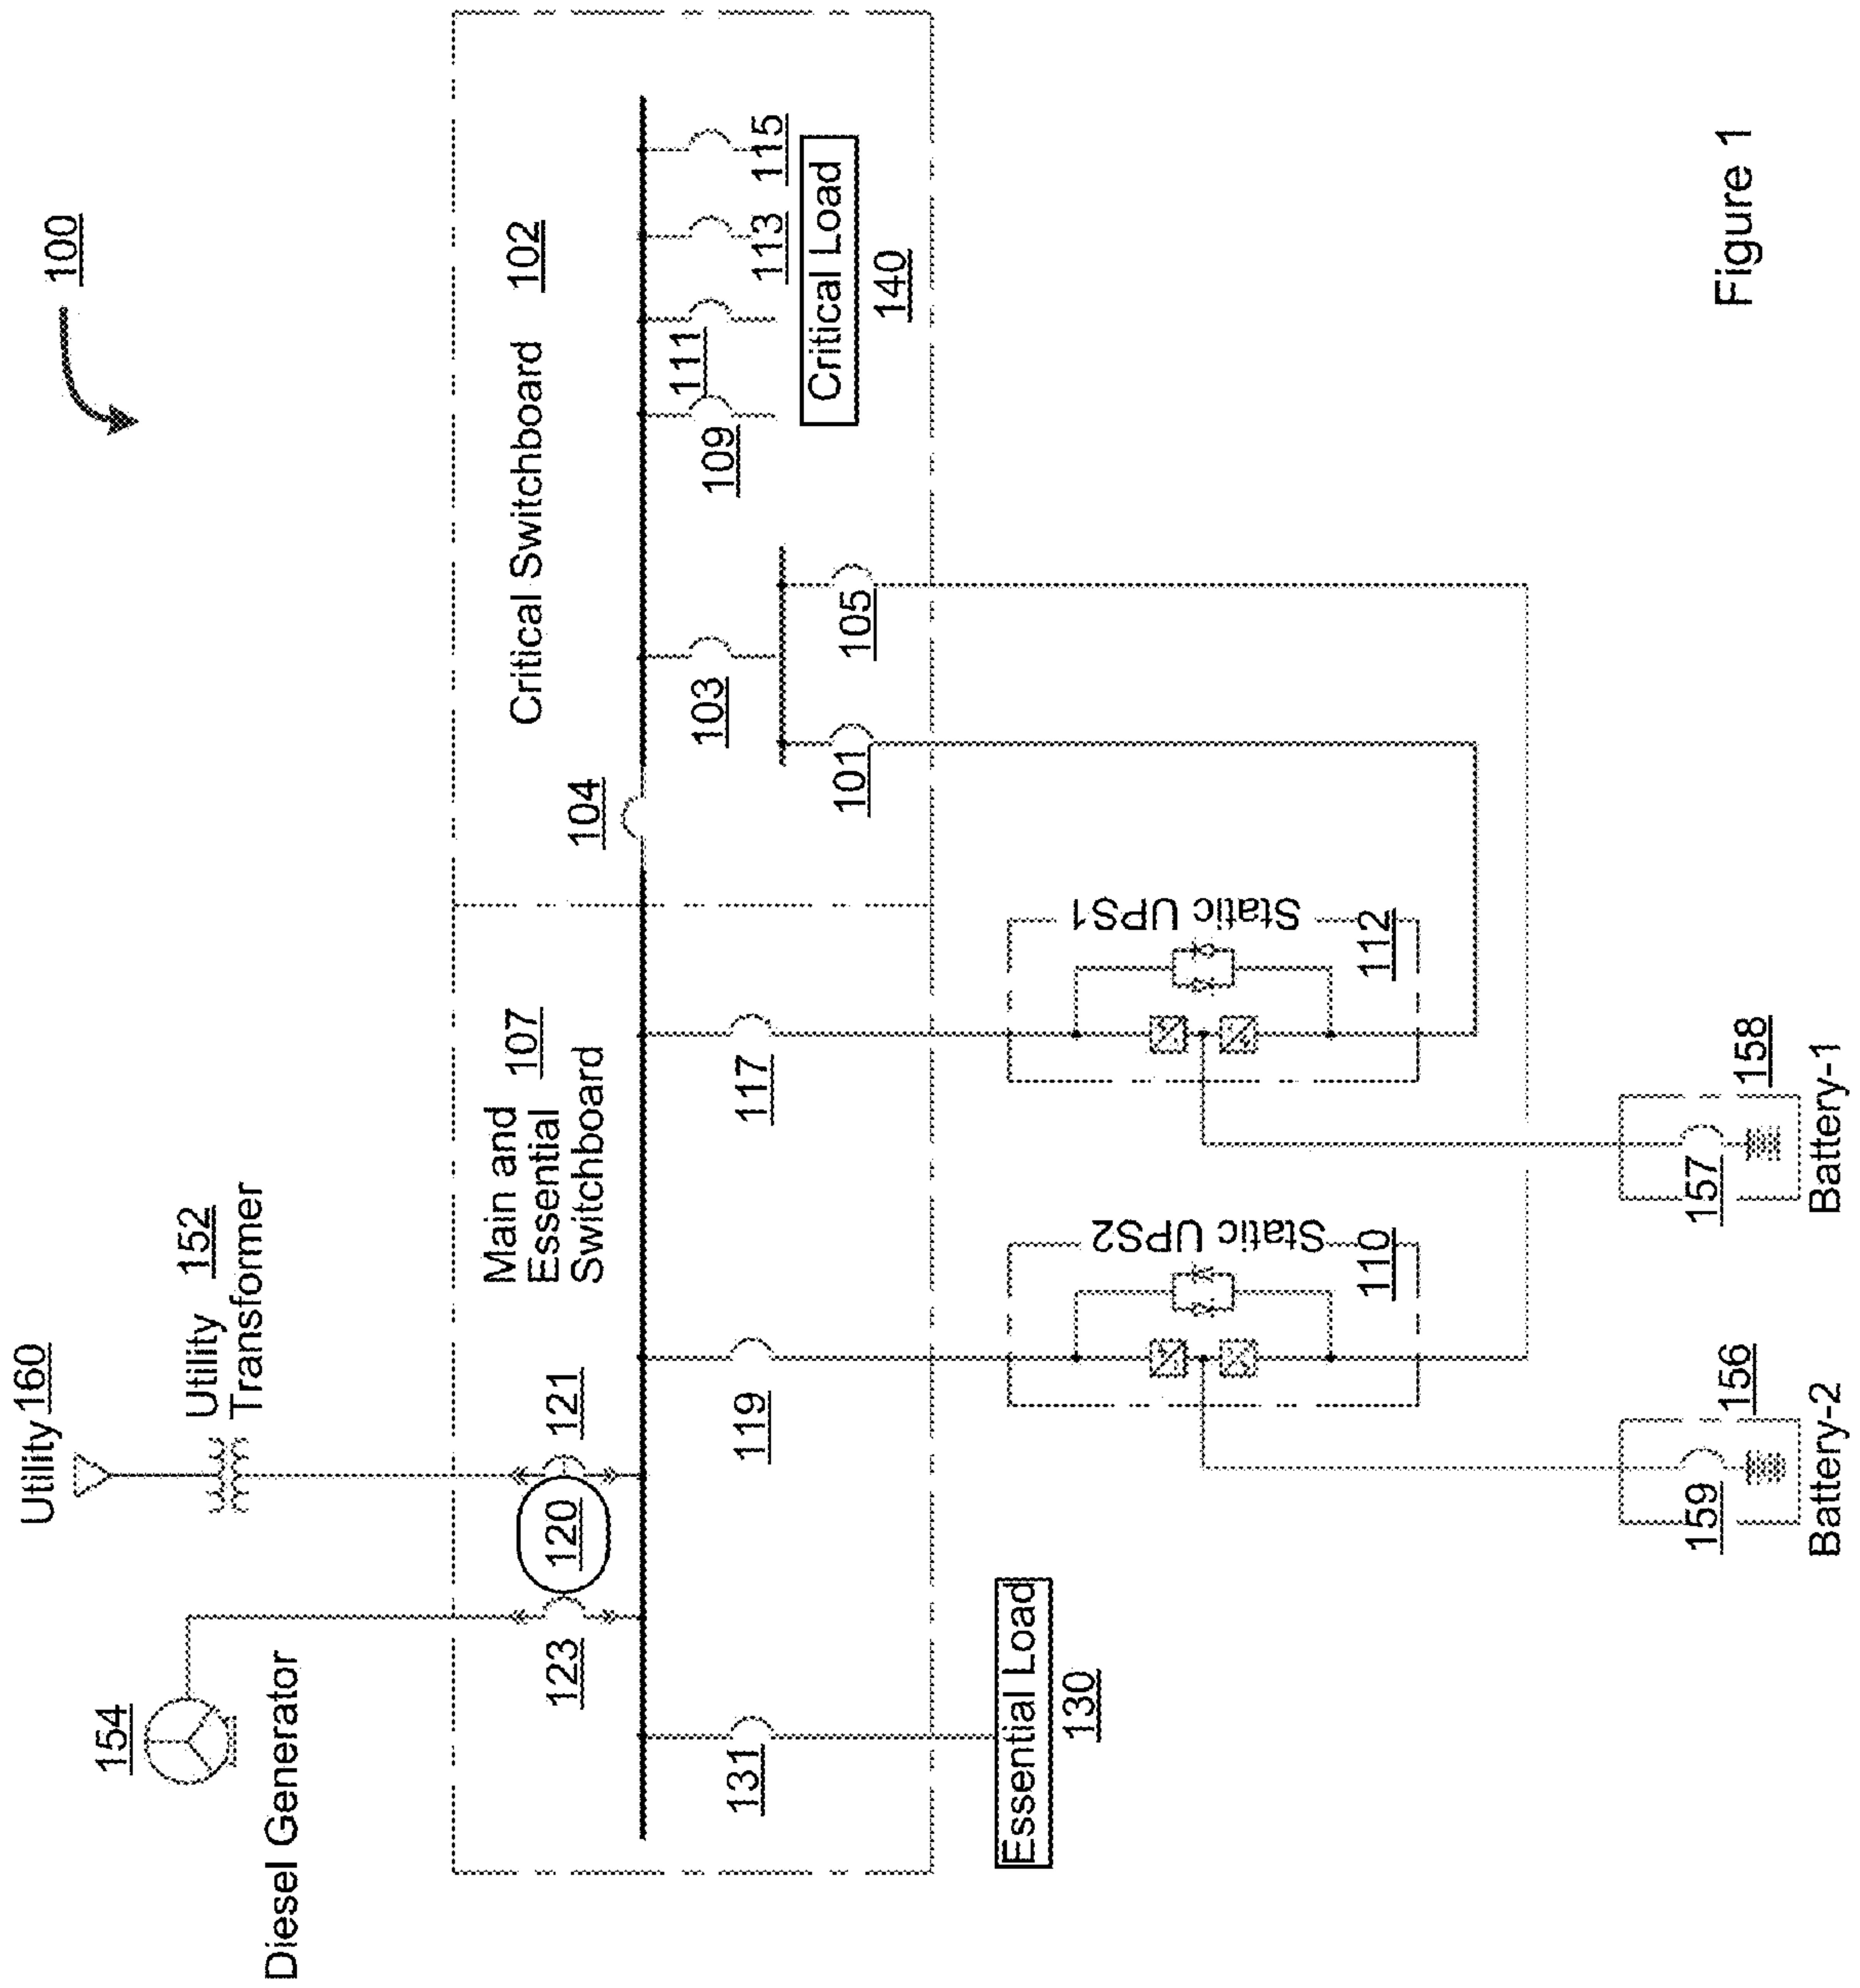 100
Utility 160
Utility 152
Transformer
154
Diesel Generator
Main and
Essential 107
Switchboard
Critical Switchboard 102
123
120
121
104
131
119
117
103
109
111
113
115
101
105
Critical Load
140
Essential Load
130
Static UPS2
110
Static UPS1
112
159
156
Battery-2
157
158
Battery-1
Figure 1